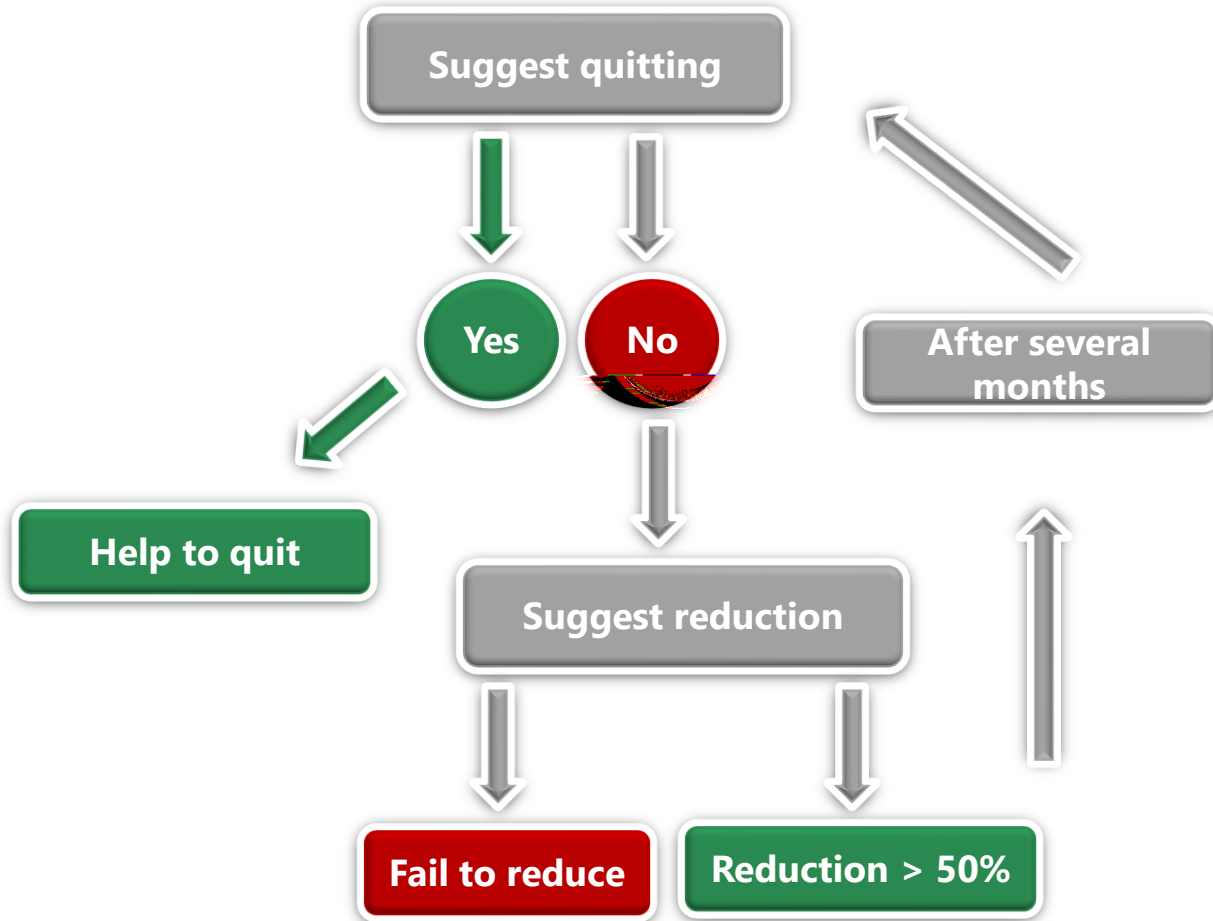 Suggest quitting
Yes
No
After several
months
Help to quit
Suggest reduction
Fail to reduce
Reduction > 50%